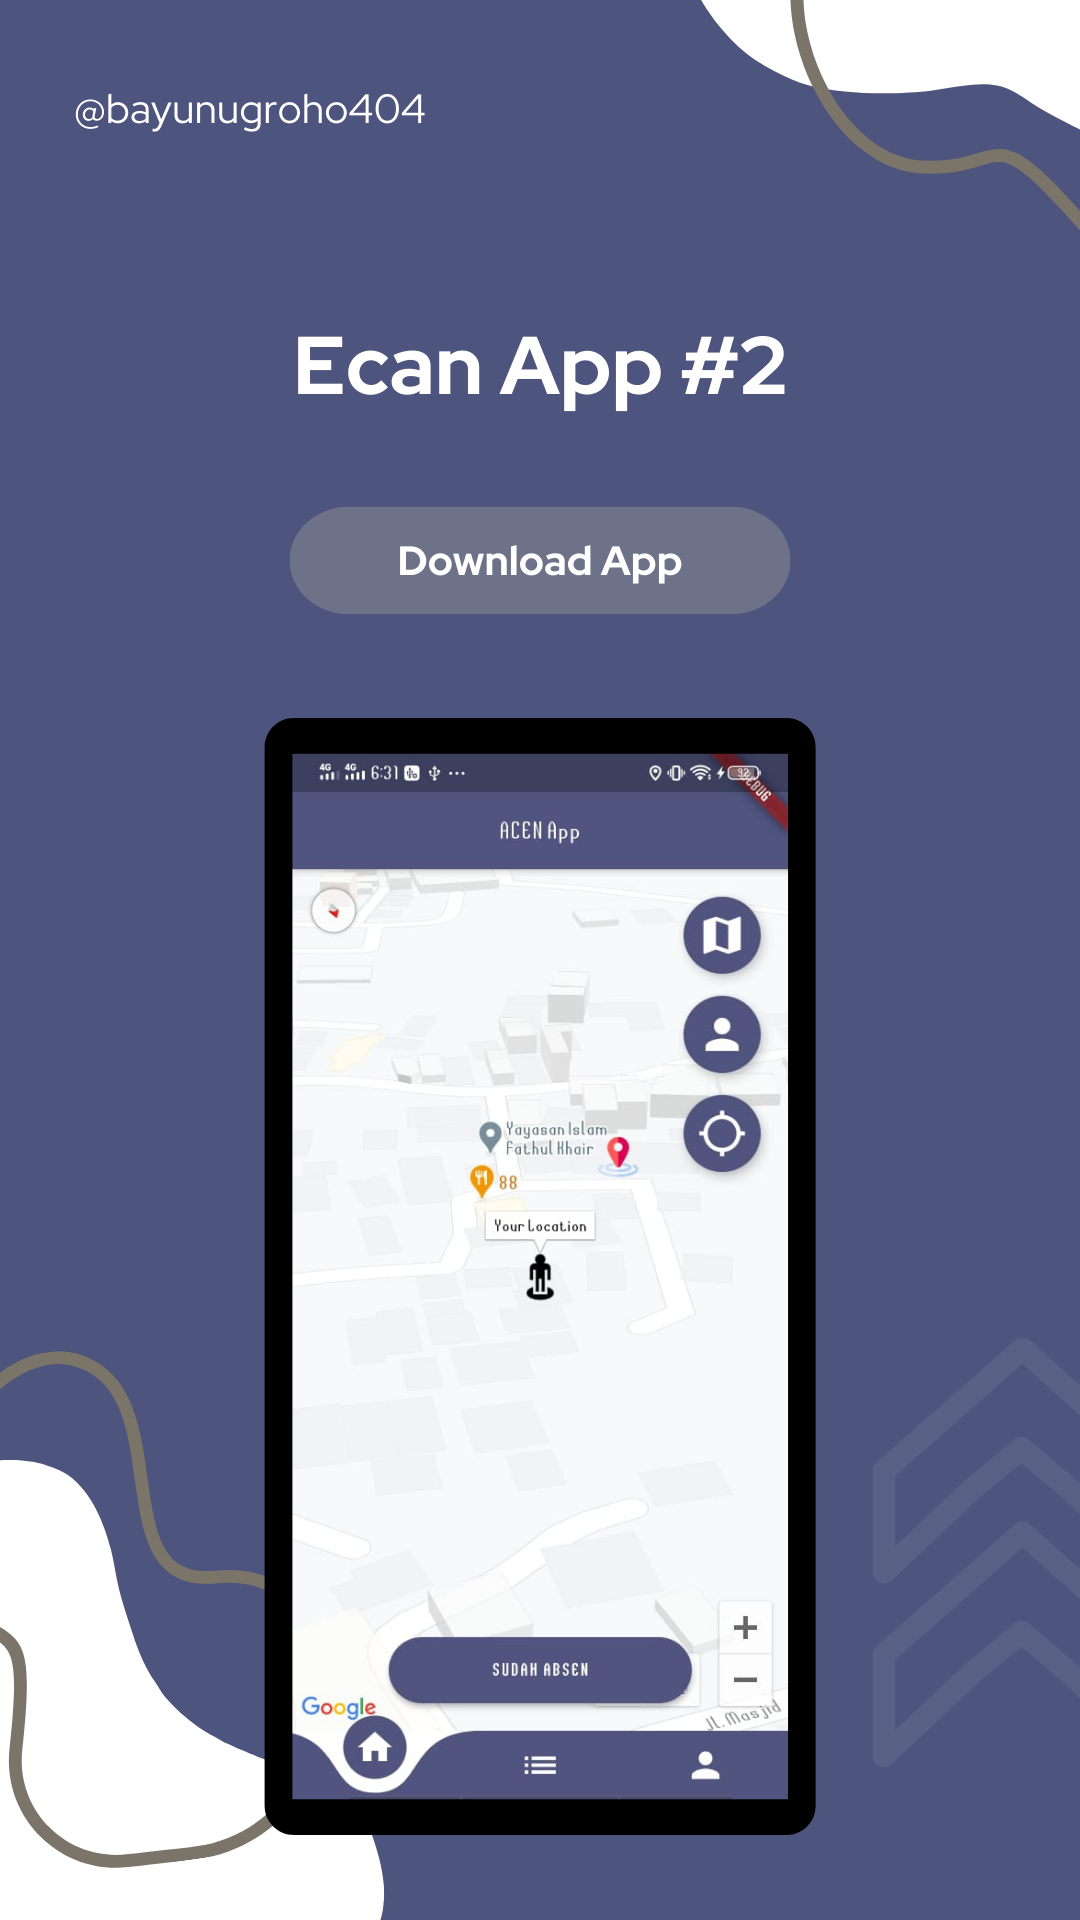 @bayunugroho404
Ecan App #2
Download App
4G 4G 6:31
92
DEBUG
ACEN App
Yayasan Islam
Fathul Khair
88
Your Location
SUDAH ABSEN
Google
Jl. Masjid